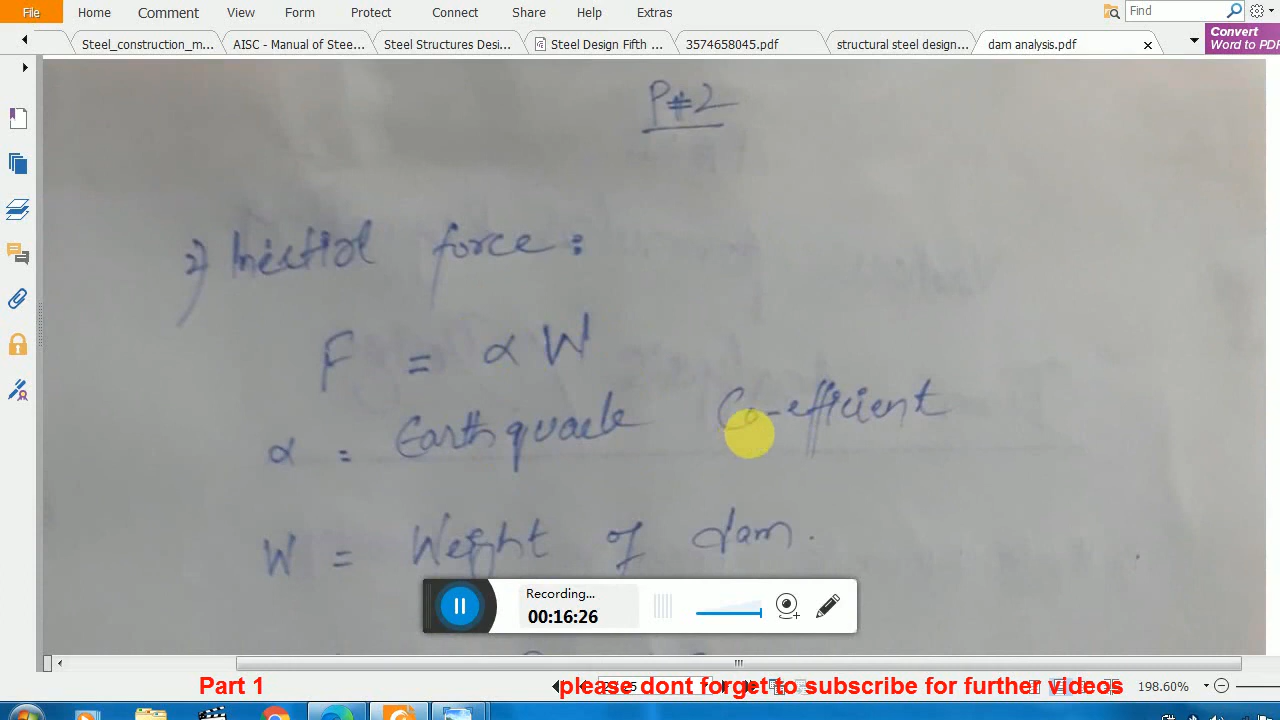 File Home Comment View Form Protect Connect Share Help Extras Find
Steel_construction_m... AISC - Manual of Stee... Steel Structures Desi... Steel Design Fifth ... 3574658045.pdf structural steel design... dam analysis.pdf
Convert
Word to PDF
P#2
2) Inertial force:
F = α W
α = Earthquack Co-efficient
W = Weight of dam.
Recording...
00:16:26
Part 1
please dont forget to subscribe for further videos
198.60%